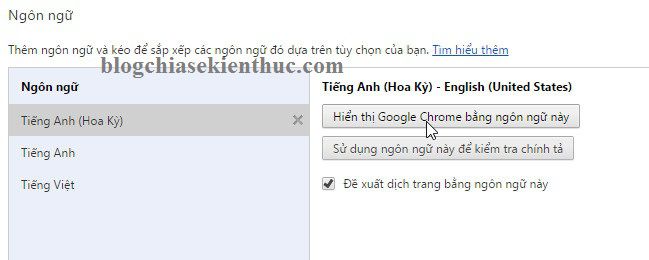 Ngôn ngữ
Thêm ngôn ngữ và kéo để sắp xếp các ngôn ngữ đó dựa trên tùy chọn của bạn. Tìm hiểu thêm
blogchiasekienthuc.com
Ngôn ngữ
Tiếng Anh (Hoa Kỳ)
Tiếng Anh
Tiếng Việt
Tiếng Anh (Hoa Kỳ) - English (United States)
Hiển thị Google Chrome bằng ngôn ngữ này
Sử dụng ngôn ngữ này để kiểm tra chính tả
Đề xuất dịch trang bằng ngôn ngữ này